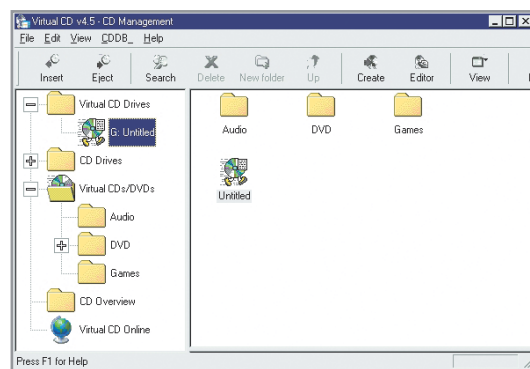 Virtual CD v4.5 - CD Management
File Edit View CDDB_ Help
Insert Eject Search Delete New folder Up Create Editor View
Virtual CD Drives
G: Untitled
CD Drives
Virtual CDs/DVDs
Audio
DVD
Games
CD Overview
Virtual CD Online
Audio DVD Games
Untitled
Press F1 for Help